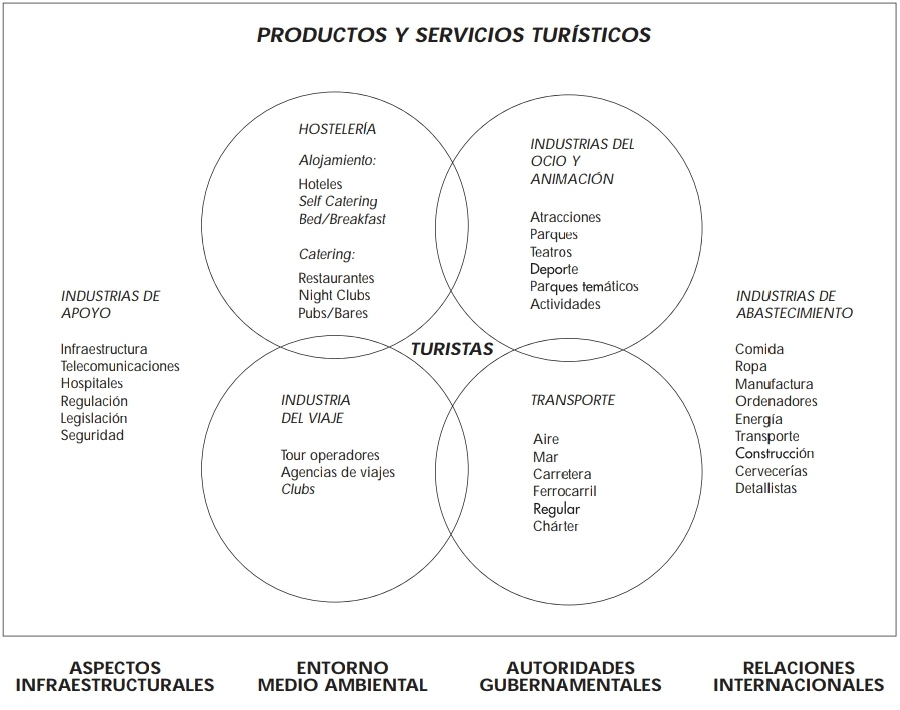 PRODUCTOS Y SERVICIOS TURÍSTICOS
HOSTELERÍA
Alojamiento:
Hoteles
Self Catering
Bed/Breakfast
Catering:
Restaurantes
Night Clubs
Pubs/Bares
INDUSTRIAS DEL
OCIO Y
ANIMACIÓN
Atracciones
Parques
Teatros
Deporte
Parques temáticos
Actividades
INDUSTRIAS DE
APOYO
Infraestructura
Telecomunicaciones
Hospitales
Regulación
Legislación
Seguridad
TURISTAS
INDUSTRIAS DE
ABASTECIMIENTO
Comida
Ropa
Manufactura
Ordenadores
Energía
Transporte
Construcción
Cervecerías
Detallistas
INDUSTRIA
DEL VIAJE
Tour operadores
Agencias de viajes
Clubs
TRANSPORTE
Aire
Mar
Carretera
Ferrocarril
Regular
Chárter
ASPECTOS
INFRAESTRUCTURALES
ENTORNO
MEDIO AMBIENTAL
AUTORIDADES
GUBERNAMENTALES
RELACIONES
INTERNACIONALES